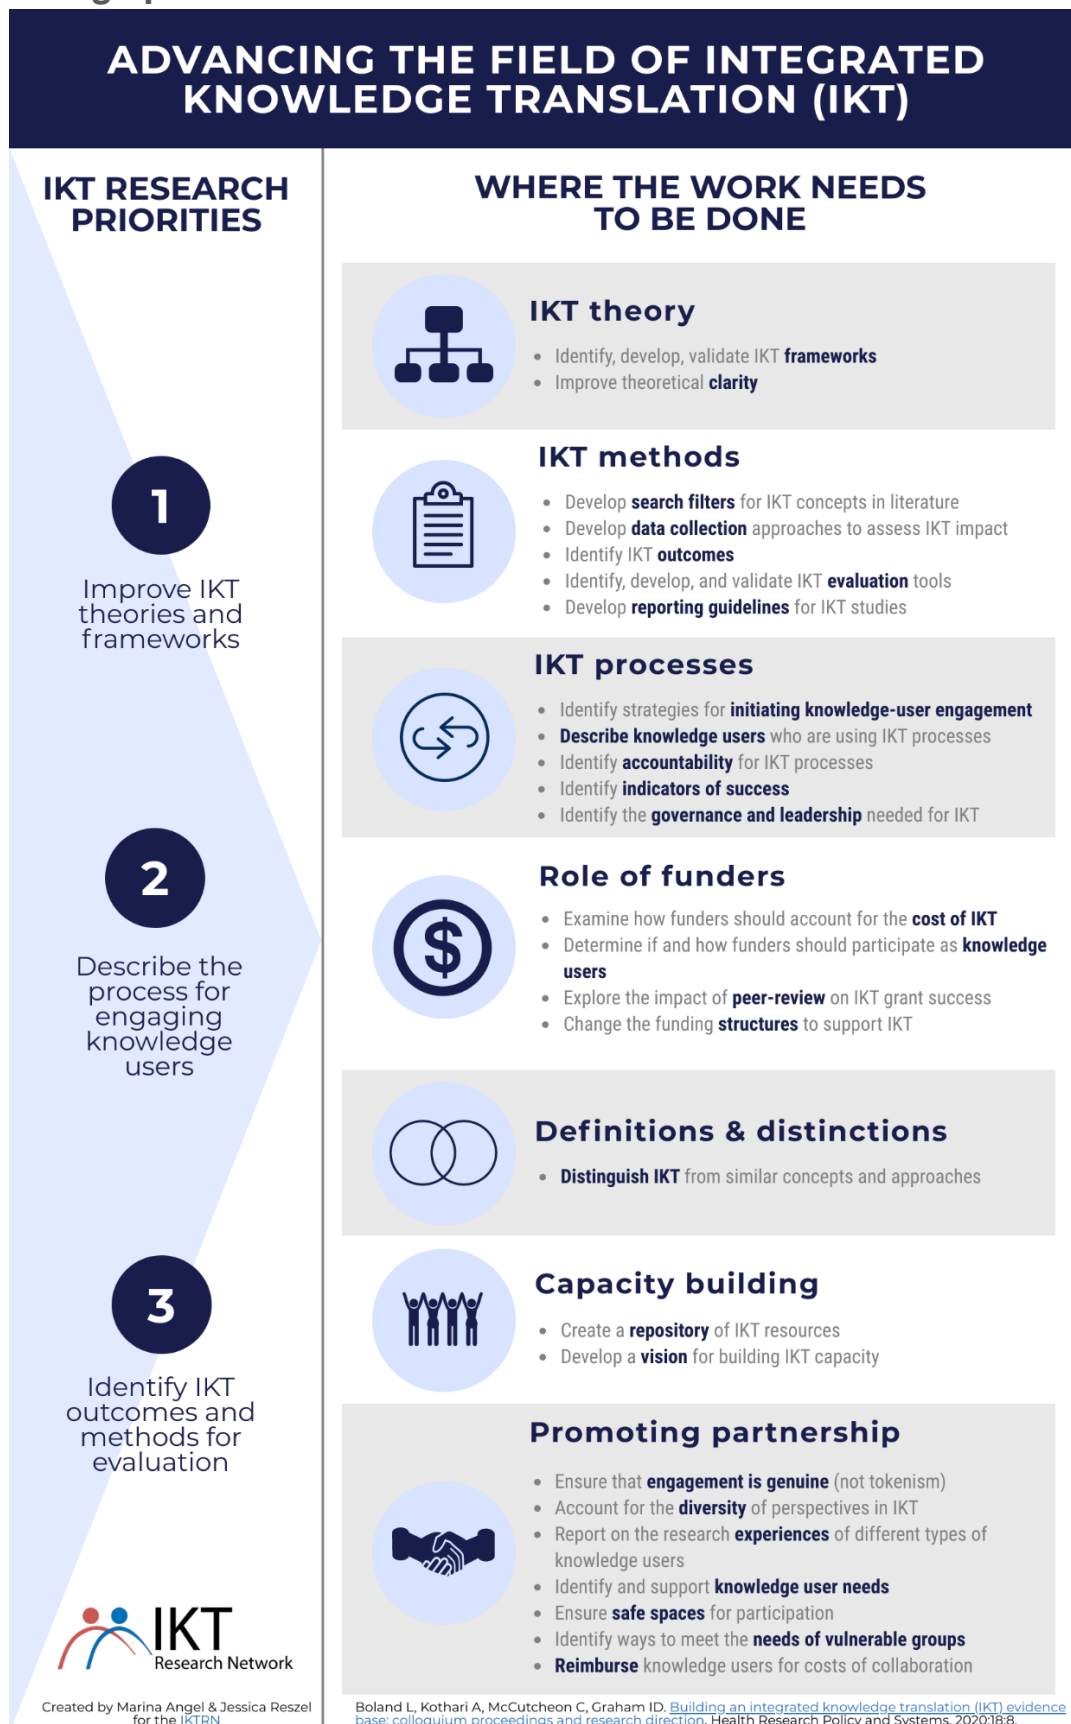 ADVANCING THE FIELD OF INTEGRATED
KNOWLEDGE TRANSLATION (IKT)
IKT RESEARCH
PRIORITIES
1
Improve IKT
theories and
frameworks
2
Describe the
process for
engaging
knowledge
users
3
Identify IKT
outcomes and
methods for
evaluation
IKT
Research Network
Created by Marina Angel & Jessica Reszel
for the IKTRN
WHERE THE WORK NEEDS
TO BE DONE
IKT theory
• Identify, develop, validate IKT frameworks
• Improve theoretical clarity
IKT methods
• Develop search filters for IKT concepts in literature
• Develop data collection approaches to assess IKT impact
• Identify IKT outcomes
• Identify, develop, and validate IKT evaluation tools
• Develop reporting guidelines for IKT studies
IKT processes
• Identify strategies for initiating knowledge-user engagement
• Describe knowledge users who are using IKT processes
• Identify accountability for IKT processes
• Identify indicators of success
• Identify the governance and leadership needed for IKT
$
Role of funders
• Examine how funders should account for the cost of IKT
• Determine if and how funders should participate as knowledge
users
• Explore the impact of peer-review on IKT grant success
• Change the funding structures to support IKT
Definitions & distinctions
• Distinguish IKT from similar concepts and approaches
Capacity building
• Create a repository of IKT resources
• Develop a vision for building IKT capacity
Promoting partnership
• Ensure that engagement is genuine (not tokenism)
• Account for the diversity of perspectives in IKT
• Report on the research experiences of different types of
knowledge users
• Identify and support knowledge user needs
• Ensure safe spaces for participation
• Identify ways to meet the needs of vulnerable groups
• Reimburse knowledge users for costs of collaboration
Boland L, Kothari A, McCutcheon C, Graham ID. Building an integrated knowledge translation (IKT) evidence
base: colloquium proceedings and research direction. Health Research Policy and Systems. 2020;18:8.